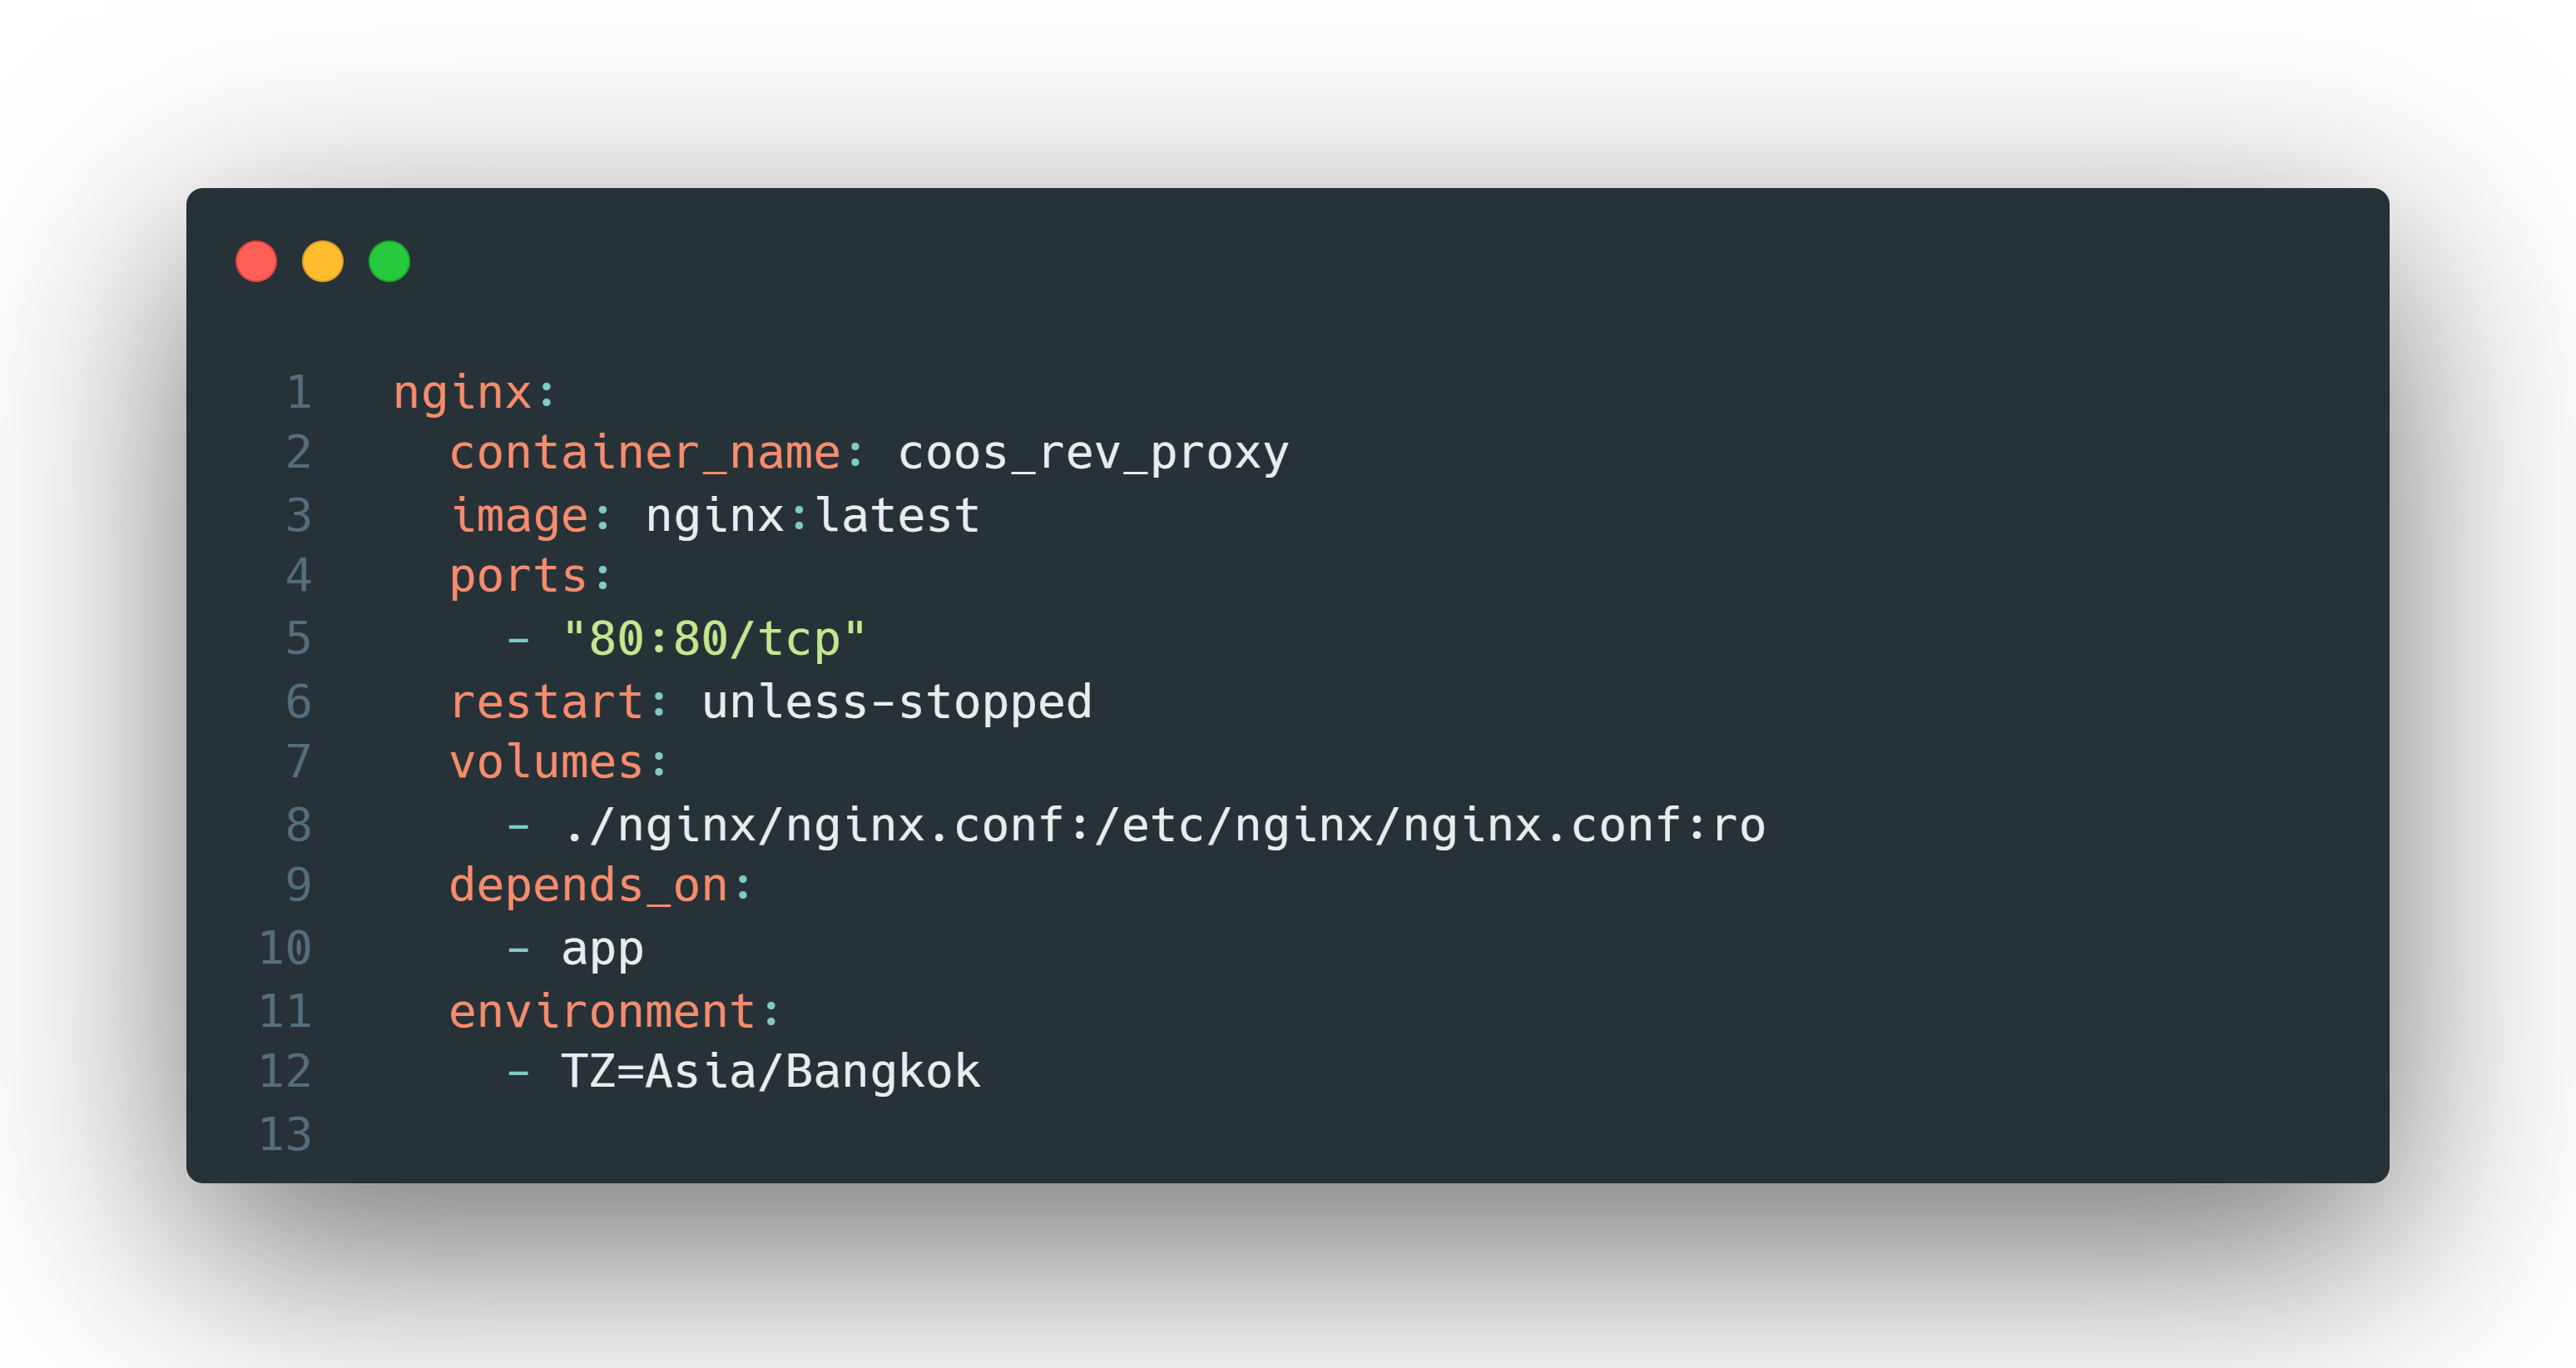 1 nginx:
2   container_name: coos_rev_proxy
3   image: nginx:latest
4   ports:
5     - "80:80/tcp"
6   restart: unless-stopped
7   volumes:
8     - ./nginx/nginx.conf:/etc/nginx/nginx.conf:ro
9   depends_on:
10     - app
11   environment:
12     - TZ=Asia/Bangkok
13